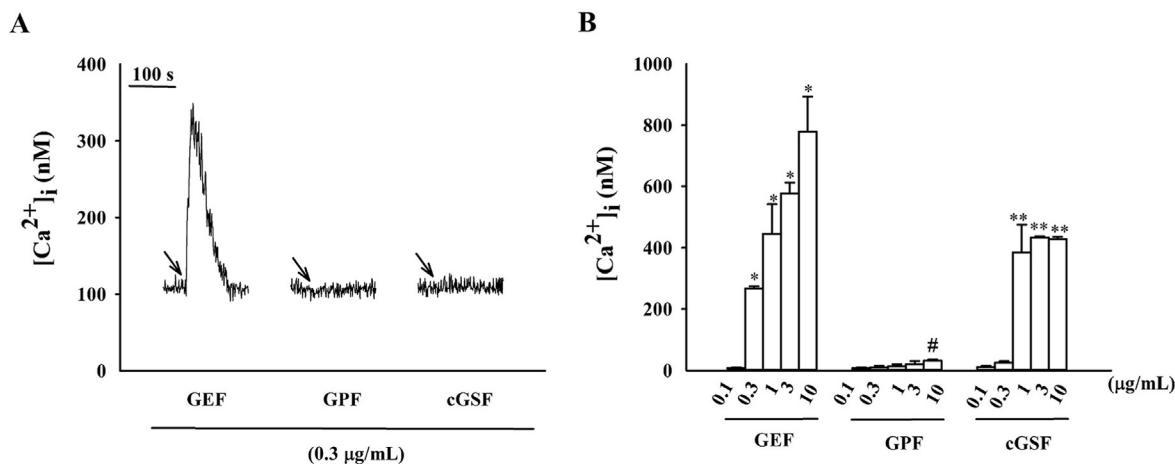 A
B
400
300
200
100
0
[Ca2+]i (nM)
100 s
GEF GPF cGSF
(0.3 µg/mL)
1000
800
600
400
200
0
[Ca2+]i (nM)
* * * * # ** ** **
0.1 0.3 1 3 10 0.1 0.3 1 3 10 0.1 0.3 1 3 10 (µg/mL)
GEF GPF cGSF